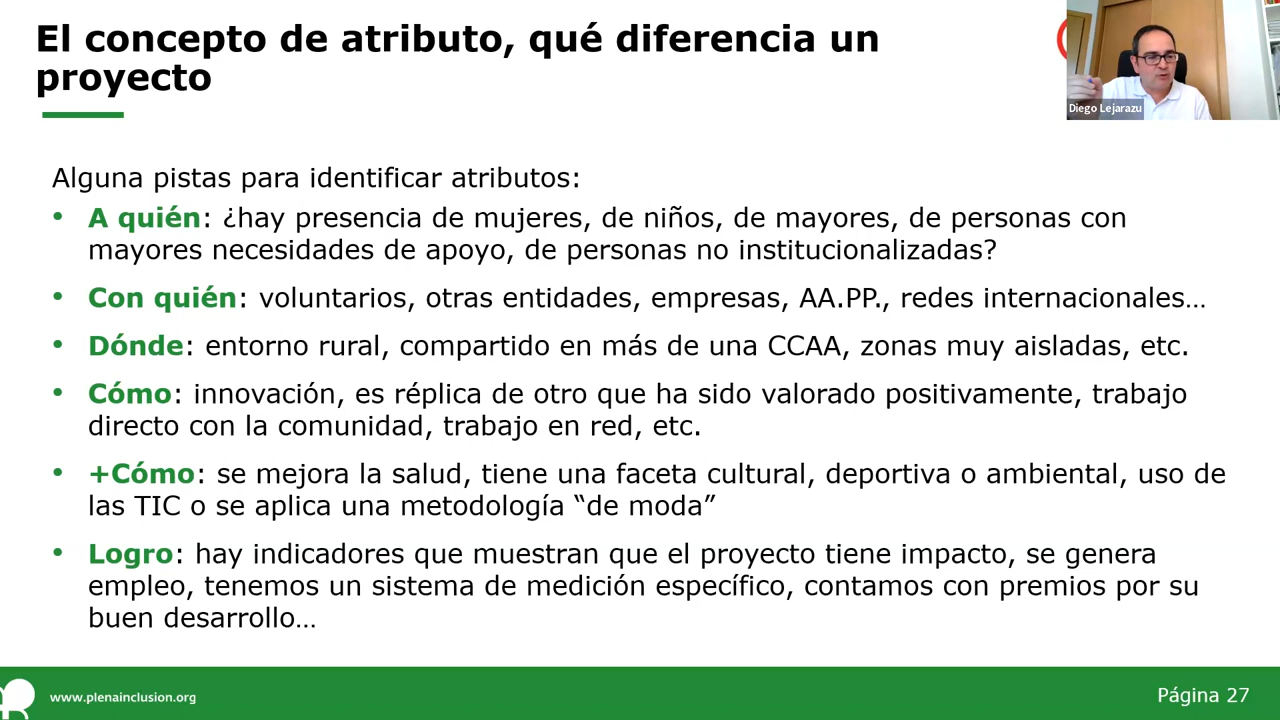 El concepto de atributo, qué diferencia un
proyecto
Diego Lejarazu
Alguna pistas para identificar atributos:
• A quién: ¿hay presencia de mujeres, de niños, de mayores, de personas con
mayores necesidades de apoyo, de personas no institucionalizadas?
• Con quién: voluntarios, otras entidades, empresas, AA.PP., redes internacionales…
• Dónde: entorno rural, compartido en más de una CCAA, zonas muy aisladas, etc.
• Cómo: innovación, es réplica de otro que ha sido valorado positivamente, trabajo
directo con la comunidad, trabajo en red, etc.
• +Cómo: se mejora la salud, tiene una faceta cultural, deportiva o ambiental, uso de
las TIC o se aplica una metodología “de moda”
• Logro: hay indicadores que muestran que el proyecto tiene impacto, se genera
empleo, tenemos un sistema de medición específico, contamos con premios por su
buen desarrollo…
www.plenainclusion.org
Página 27